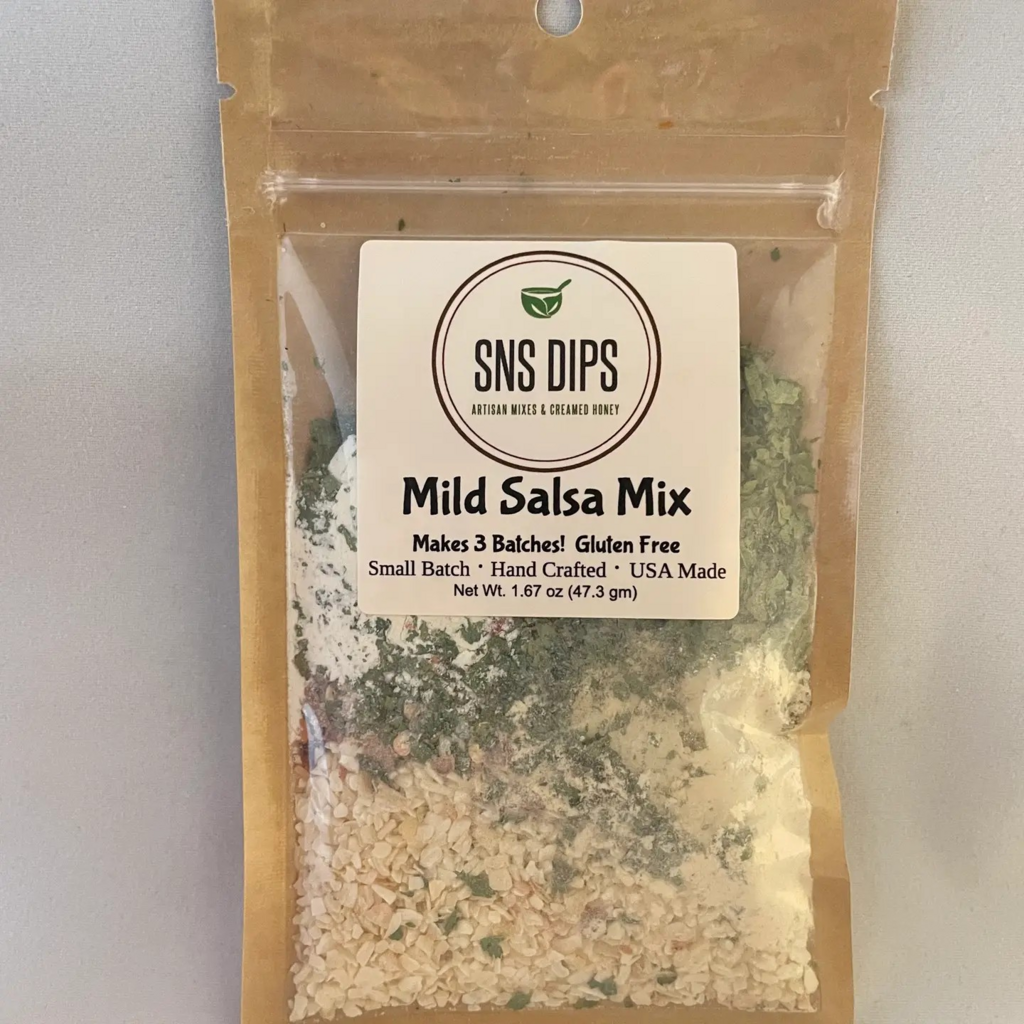 SNS DIPS
ARTISAN MIXES & CREAMED HONEY
Mild Salsa Mix
Makes 3 Batches! Gluten Free
Small Batch · Hand Crafted · USA Made
Net Wt. 1.67 oz (47.3 gm)